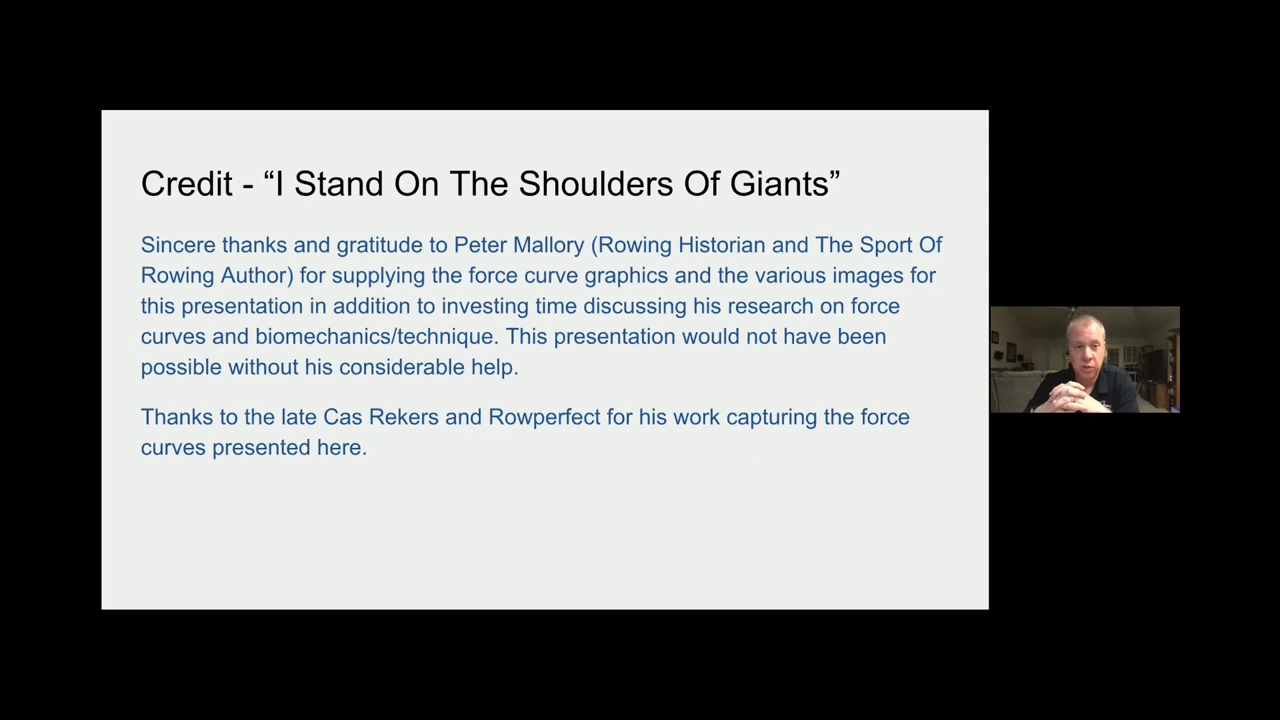 Credit - “I Stand On The Shoulders Of Giants”
Sincere thanks and gratitude to Peter Mallory (Rowing Historian and The Sport Of
Rowing Author) for supplying the force curve graphics and the various images for
this presentation in addition to investing time discussing his research on force
curves and biomechanics/technique. This presentation would not have been
possible without his considerable help.
Thanks to the late Cas Rekers and Rowperfect for his work capturing the force
curves presented here.